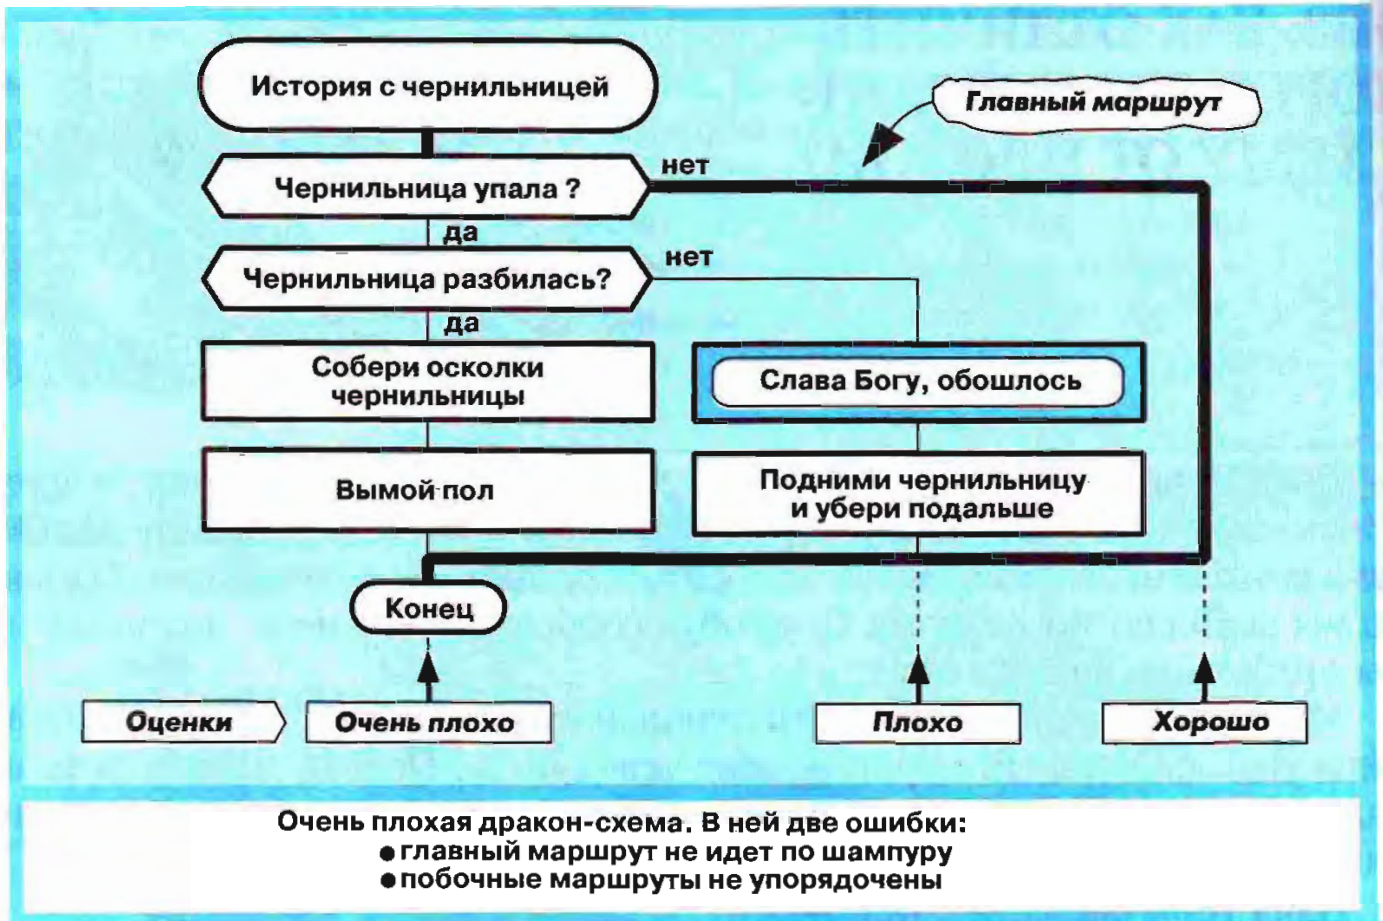 История с чернильницей
Главный маршрут
нет
Чернильница упала ?
да
нет
Чернильница разбилась?
да
Собери осколки
чернильницы
Слава Богу, обошлось
Вымой пол
Подними чернильницу
и убери подальше
Конец
Оценки
Очень плохо
Плохо
Хорошо
Очень плохая дракон-схема. В ней две ошибки:
● главный маршрут не идет по шампуру
● побочные маршруты не упорядочены